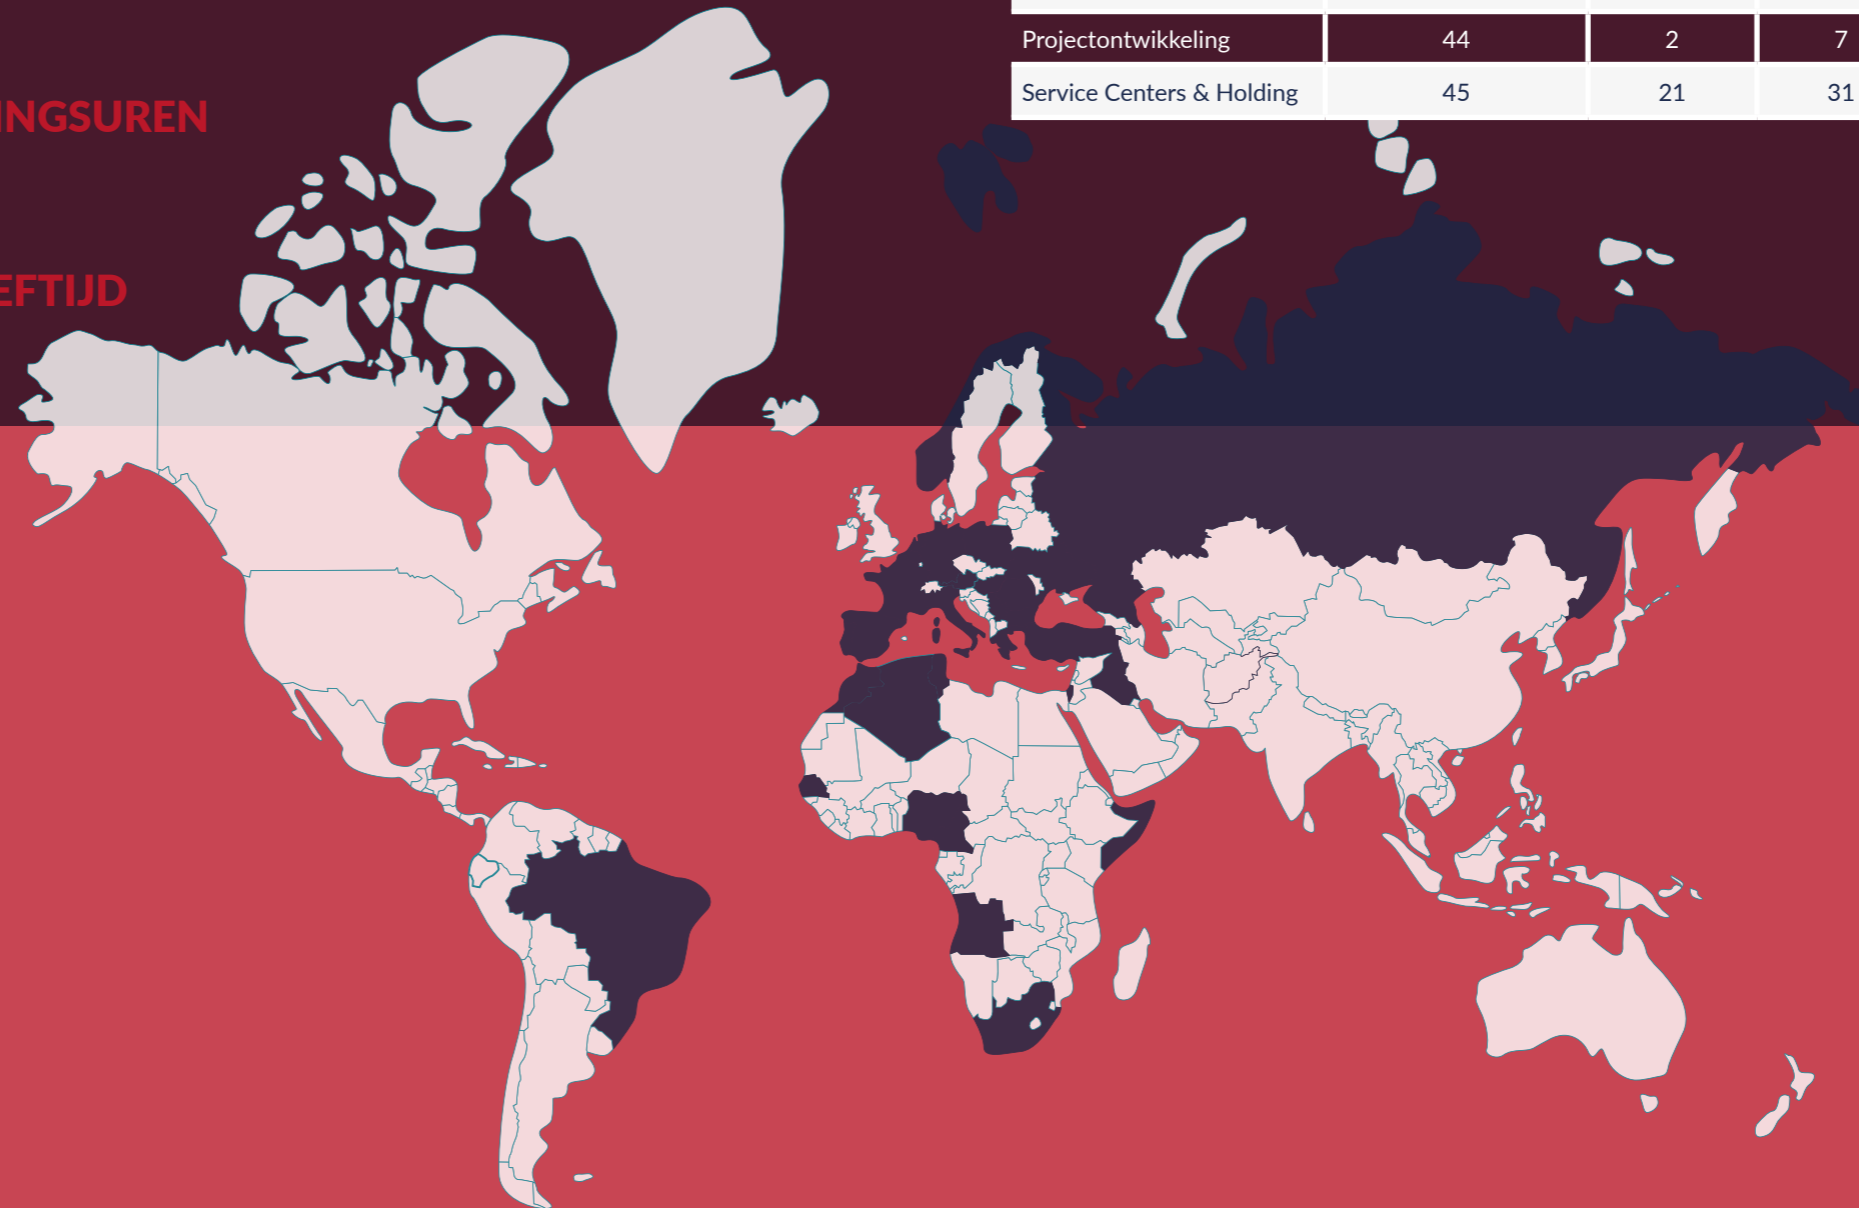 Projectontwikkeling 44 2 7
Service Centers & Holding 45 21 31
INGSUREN
EFTIJD